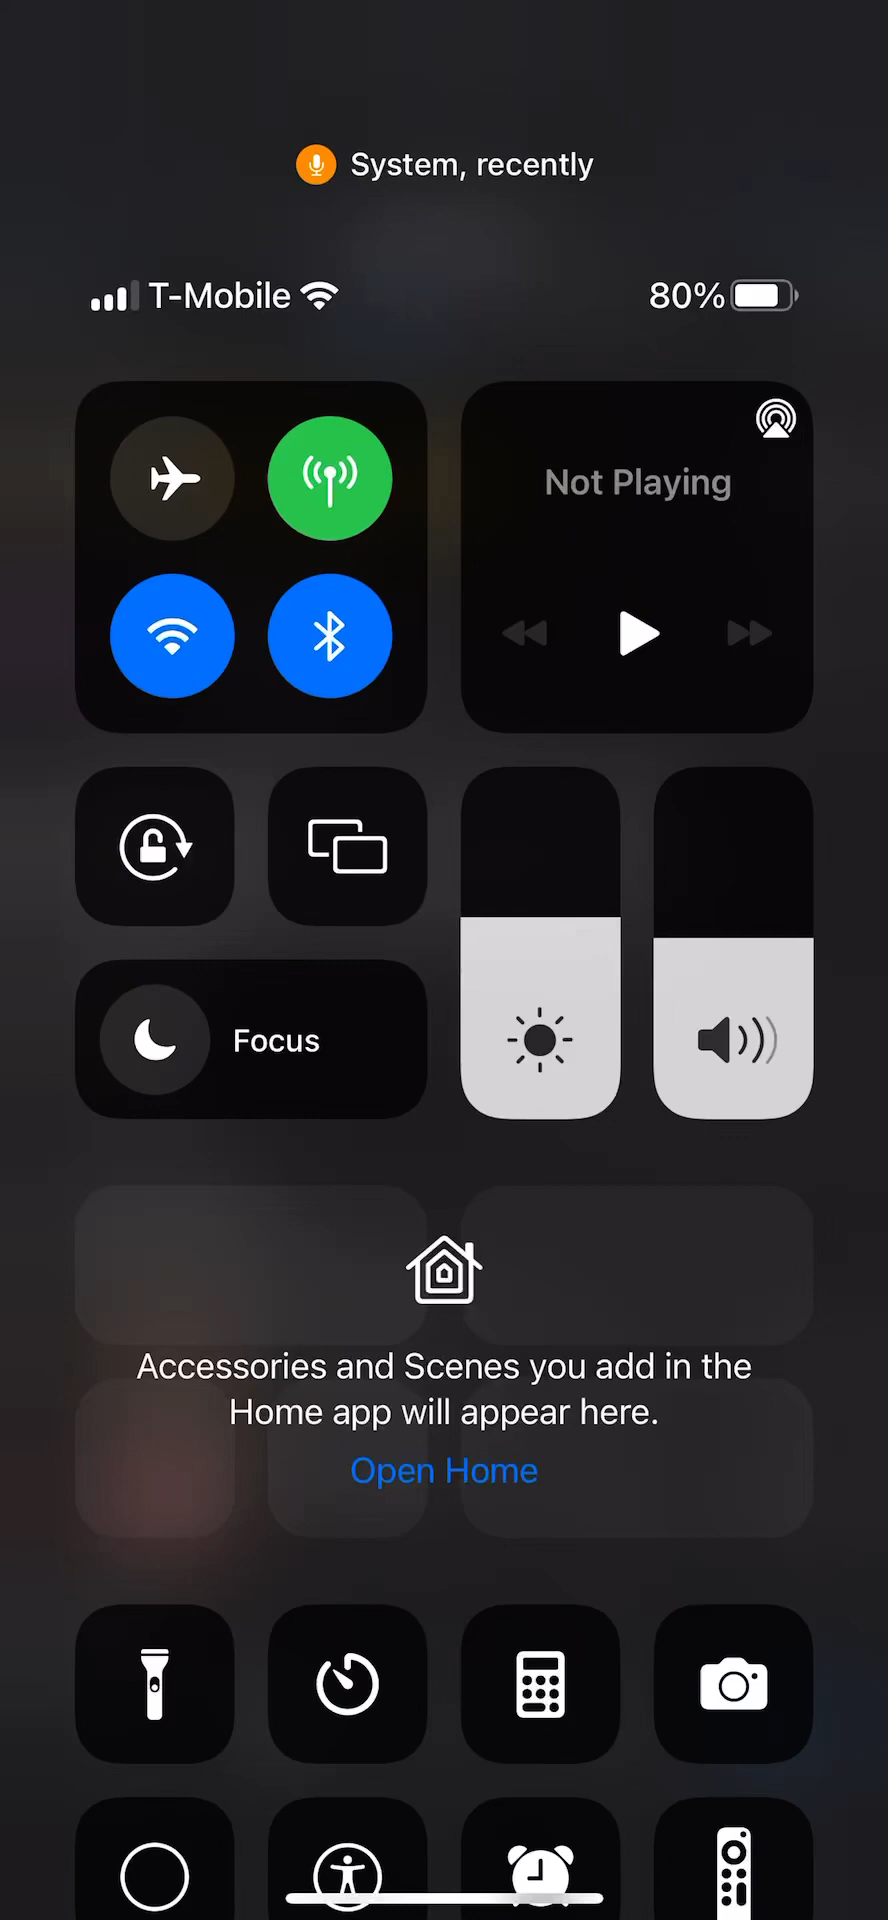 System, recently
T-Mobile
80%
Not Playing
Focus
Accessories and Scenes you add in the
Home app will appear here.
Open Home